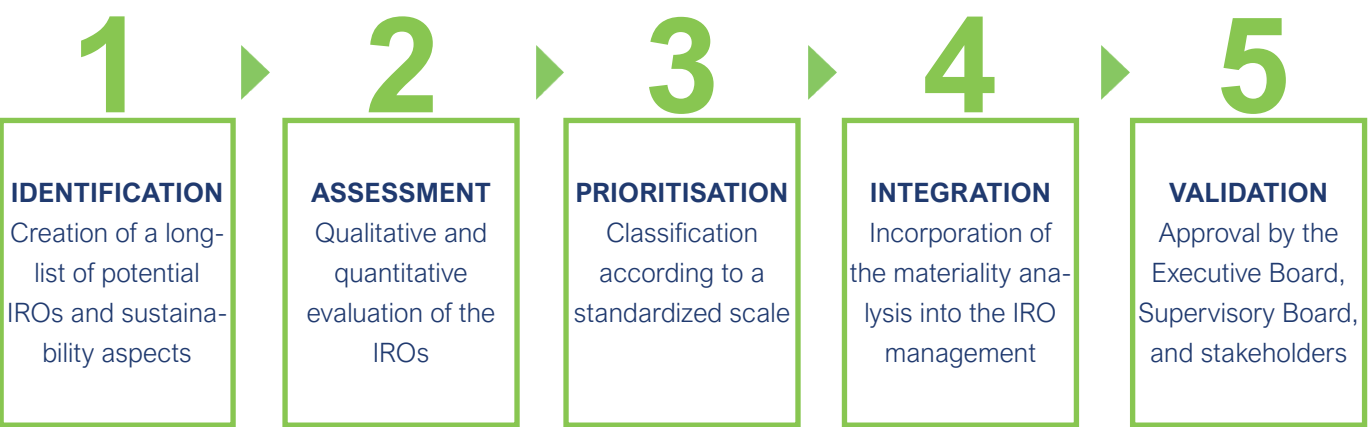 1
IDENTIFICATION
Creation of a long-
list of potential
IROs and sustaina-
bility aspects
2
ASSESSMENT
Qualitative and
quantitative
evaluation of the
IROs
3
PRIORITISATION
Classification
according to a
standardized scale
4
INTEGRATION
Incorporation of
the materiality ana-
lysis into the IRO
management
5
VALIDATION
Approval by the
Executive Board,
Supervisory Board,
and stakeholders